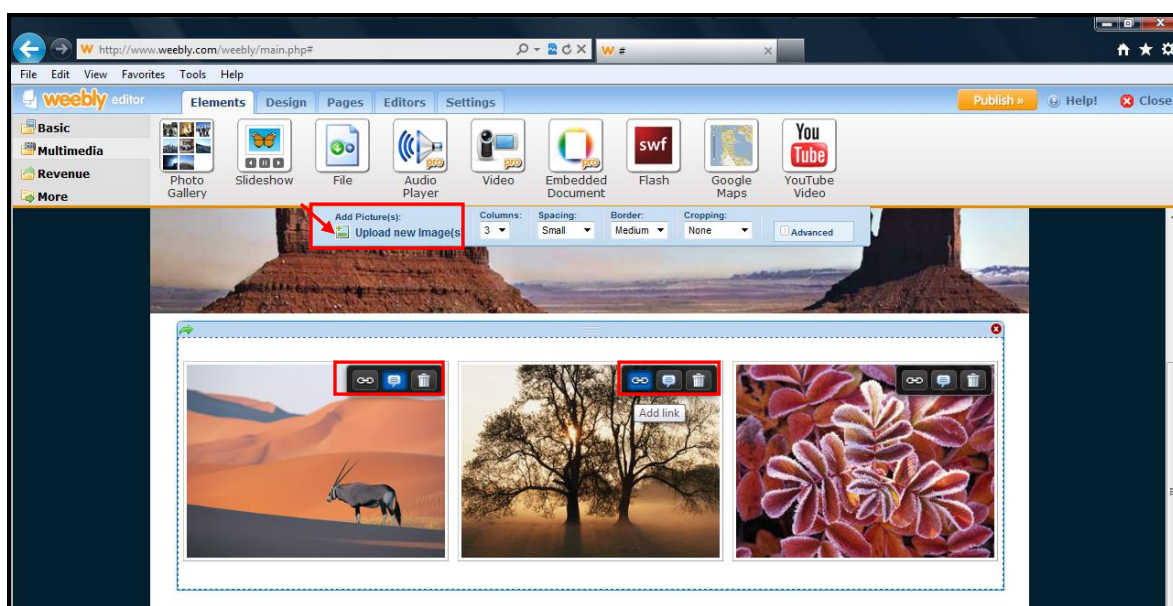 http://www.weebly.com/weebly/main.php#
W #
File Edit View Favorites Tools Help
weebly editor
Elements Design Pages Editors Settings
Publish » Help! Close
Basic
Multimedia
Revenue
More
Photo Gallery
Slideshow
File
Audio Player
pro
Video
pro
Embedded Document
pro
swf
Flash
Google Maps
You Tube
YouTube Video
Add Picture(s):
Upload new Image(s
Columns: Spacing: Border: Cropping:
3 Small Medium None Advanced
Add link